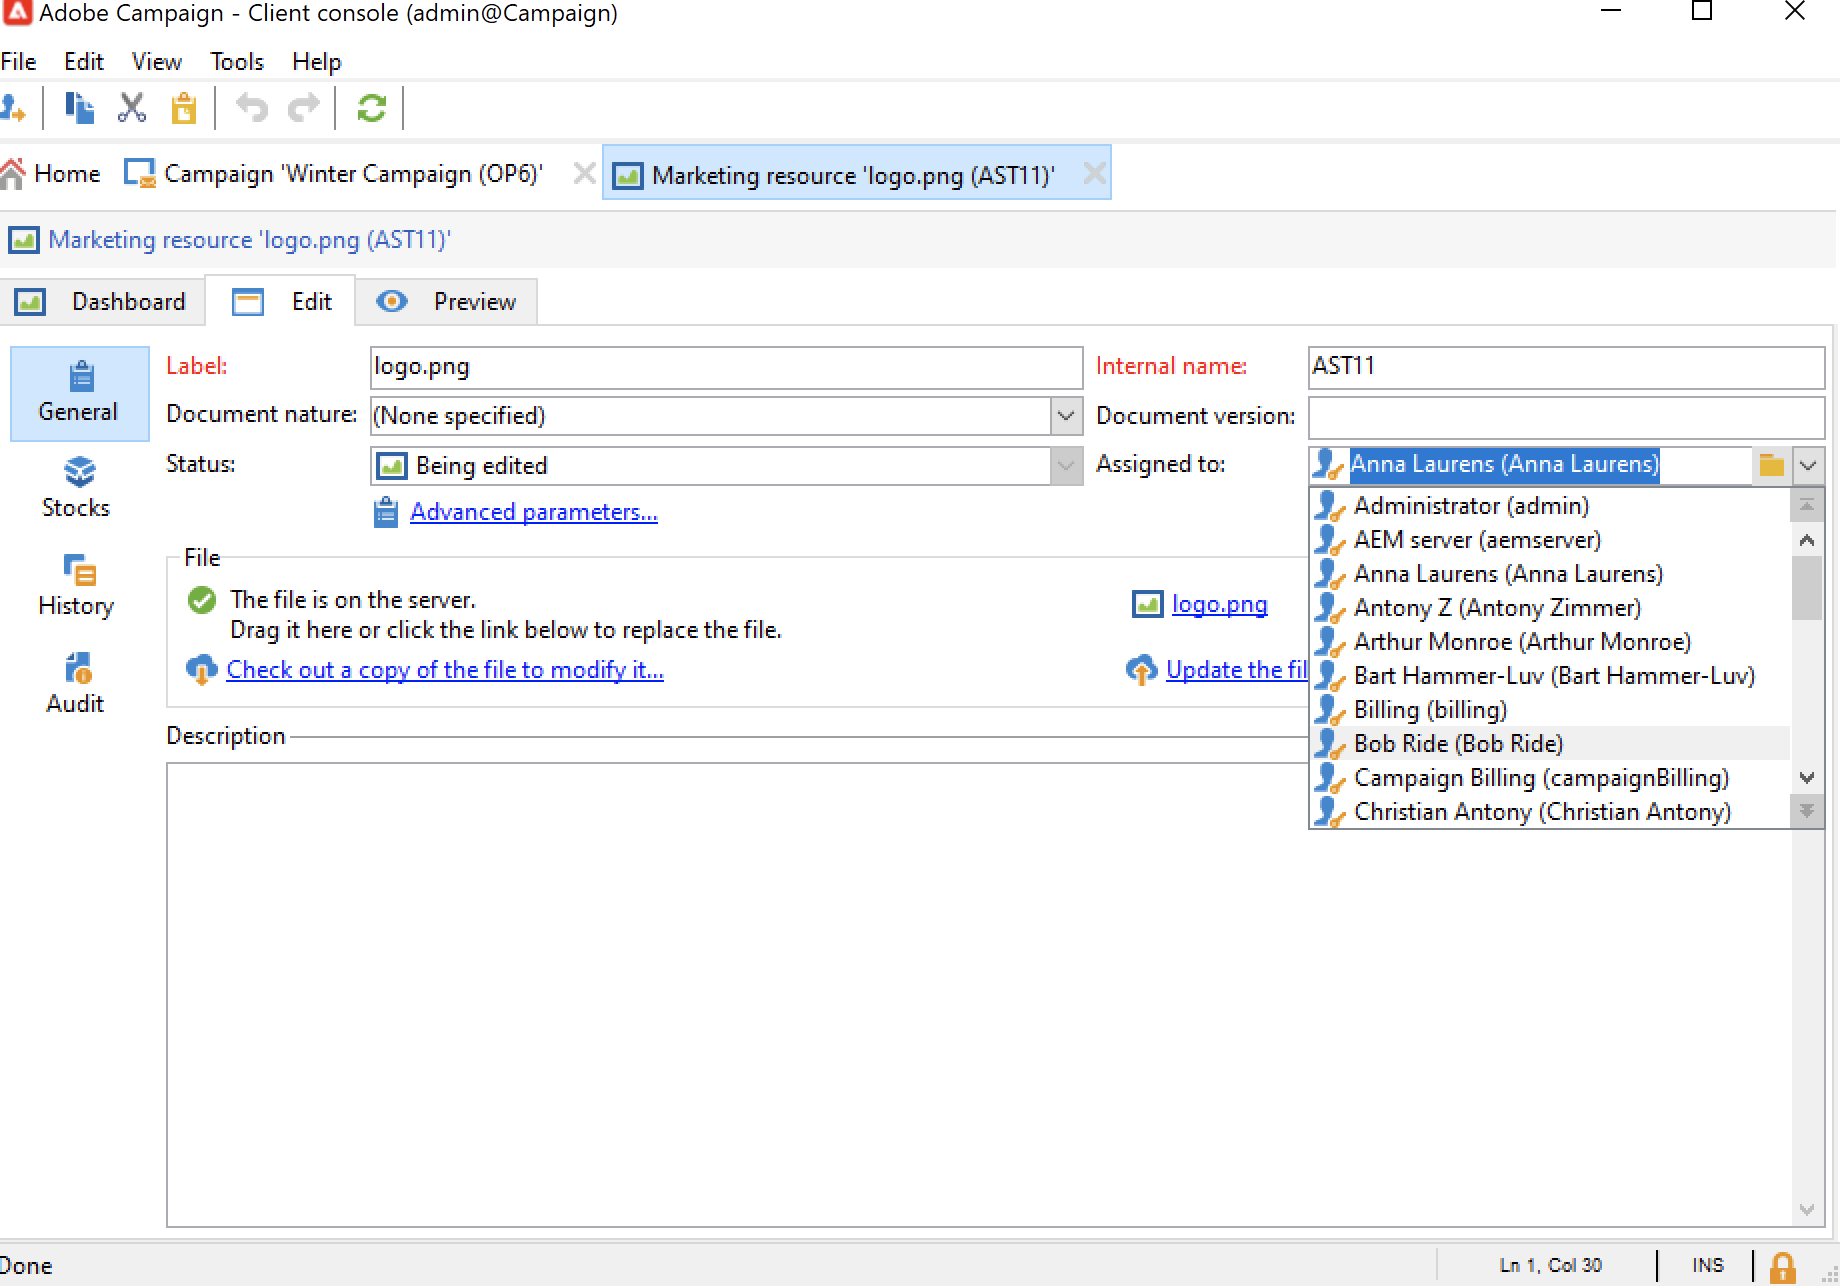 Adobe Campaign - Client console (admin@Campaign)
File Edit View Tools Help
Home Campaign 'Winter Campaign (OP6)' Marketing resource 'logo.png (AST11)'
Marketing resource 'logo.png (AST11)'
Dashboard Edit Preview
General
Stocks
History
Audit
Label: logo.png Internal name: AST11
Document nature: (None specified) Document version:
Status: Being edited Assigned to: Anna Laurens (Anna Laurens)
Advanced parameters...
File
The file is on the server.
Drag it here or click the link below to replace the file.
logo.png
Check out a copy of the file to modify it... Update the fil
Description
Administrator (admin)
AEM server (aemserver)
Anna Laurens (Anna Laurens)
Antony Z (Antony Zimmer)
Arthur Monroe (Arthur Monroe)
Bart Hammer-Luv (Bart Hammer-Luv)
Billing (billing)
Bob Ride (Bob Ride)
Campaign Billing (campaignBilling)
Christian Antony (Christian Antony)
Done Ln 1, Col 30 INS